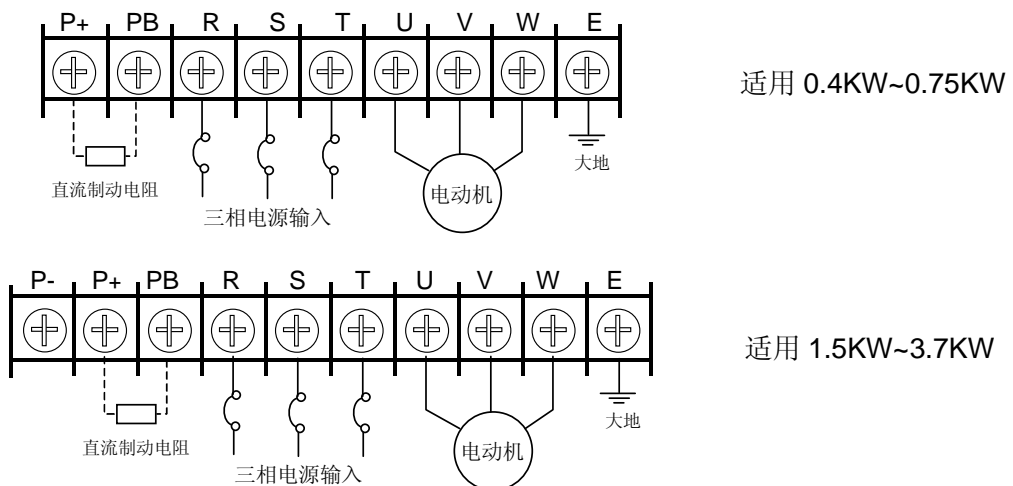 P+ PB R S T U V W E
适用 0.4KW~0.75KW
大地
直流制动电阻
电动机
三相电源输入
P- P+ PB R S T U V W E
适用 1.5KW~3.7KW
大地
直流制动电阻
电动机
三相电源输入